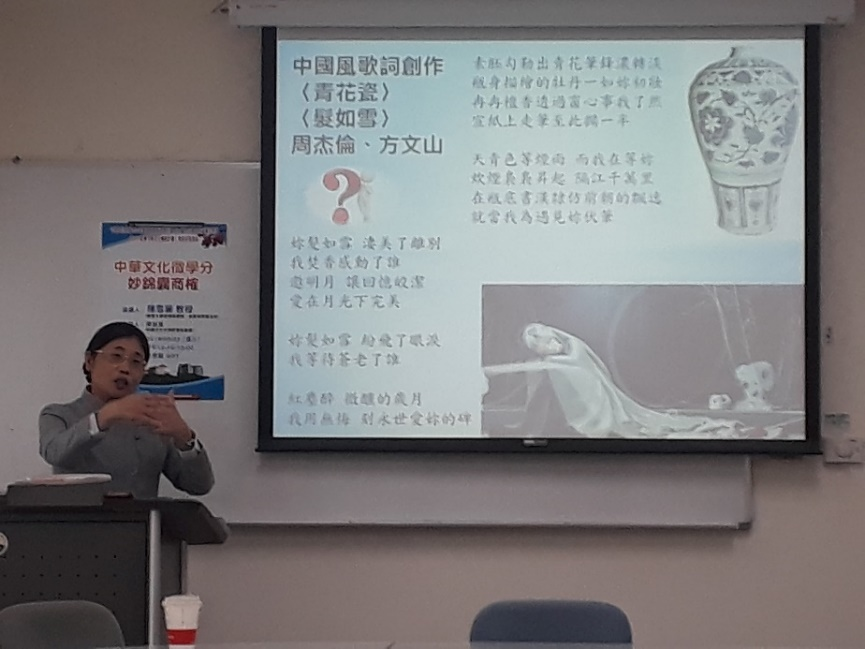 中國風歌詞創作
〈青花瓷〉
〈髮如雪〉
周杰倫、方文山
妳髮如雪 淒美了離別
我焚香感動了誰
邀明月 讓回憶皎潔
愛在月光下完美
妳髮如雪 紛飛了眼淚
我等待蒼老了誰
紅塵醉 微醺的歲月
我用無悔 刻永世愛妳的碑
素胚勾勒出青花筆鋒濃轉淡
瓶身描繪的牡丹一如妳初妝
冉冉檀香透過窗心事我了然
宣紙上走筆至此擱一半
天青色等煙雨 而我在等妳
炊煙裊裊昇起 隔江千萬里
在瓶底書漢隸仿前朝的飄逸
就當我為遇見妳伏筆
中華文化微學分
妙錦囊商榷
教授